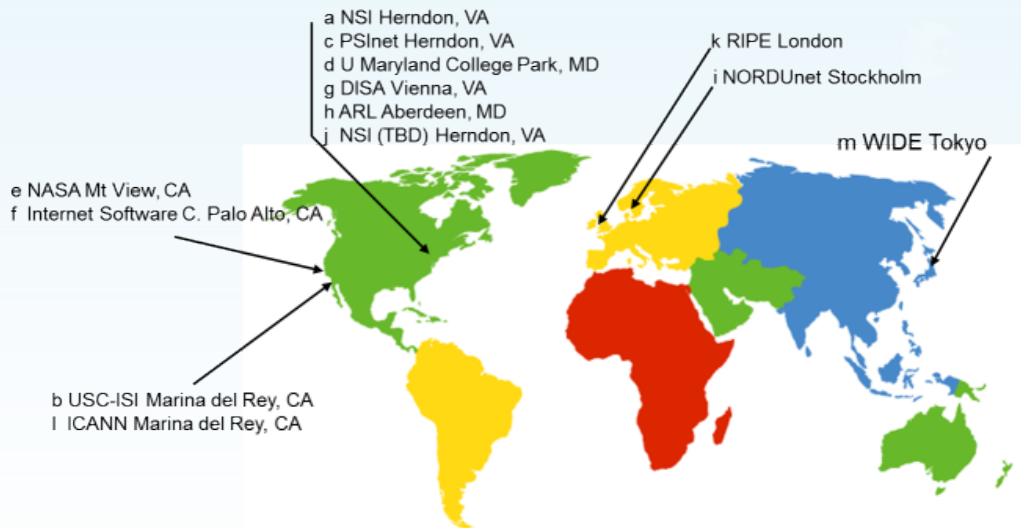 a NSI Herndon, VA
c PSInet Herndon, VA
d U Maryland College Park, MD
g DISA Vienna, VA
h ARL Aberdeen, MD
j NSI (TBD) Herndon, VA
k RIPE London
i NORDUnet Stockholm
m WIDE Tokyo
e NASA Mt View, CA
f Internet Software C. Palo Alto, CA
b USC-ISI Marina del Rey, CA
l ICANN Marina del Rey, CA